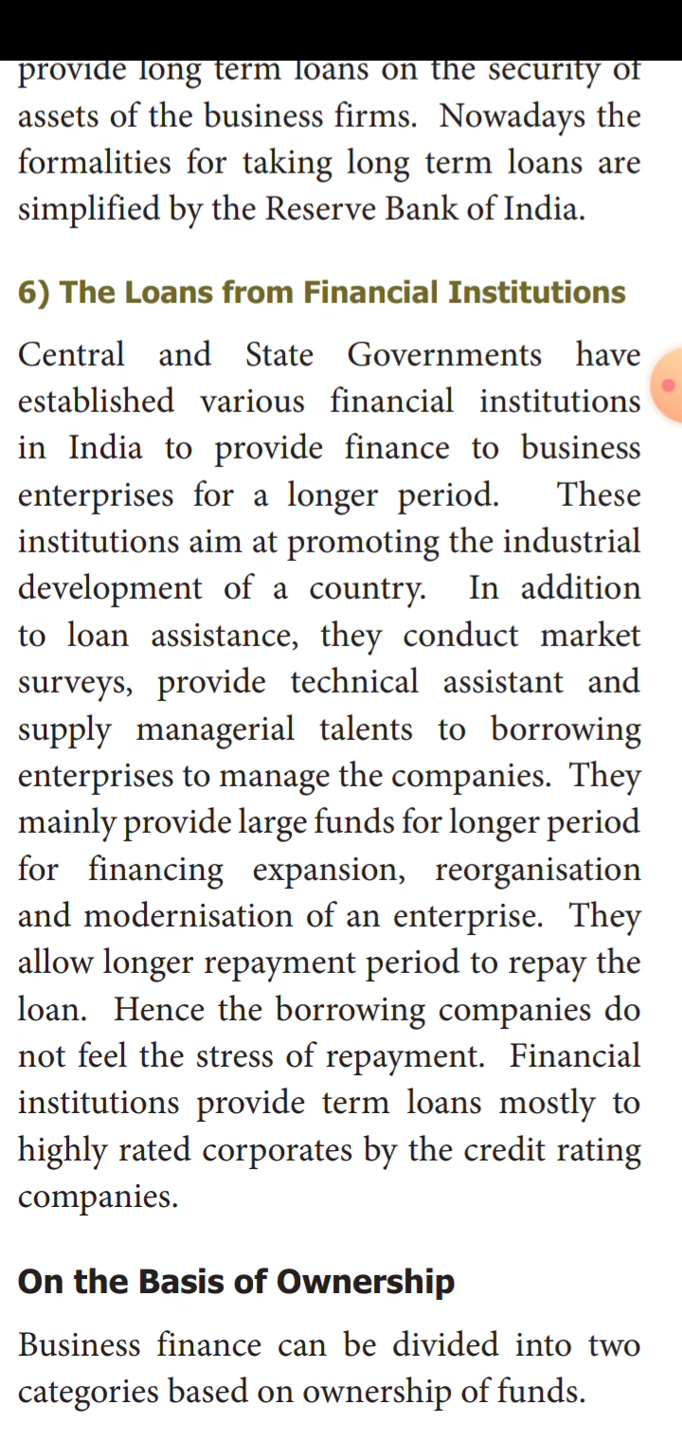 provide long term loans on the security of
assets of the business firms. Nowadays the
formalities for taking long term loans are
simplified by the Reserve Bank of India.
6) The Loans from Financial Institutions
Central and State Governments have
established various financial institutions
in India to provide finance to business
enterprises for a longer period. These
institutions aim at promoting the industrial
development of a country. In addition
to loan assistance, they conduct market
surveys, provide technical assistant and
supply managerial talents to borrowing
enterprises to manage the companies. They
mainly provide large funds for longer period
for financing expansion, reorganisation
and modernisation of an enterprise. They
allow longer repayment period to repay the
loan. Hence the borrowing companies do
not feel the stress of repayment. Financial
institutions provide term loans mostly to
highly rated corporates by the credit rating
companies.
On the Basis of Ownership
Business finance can be divided into two
categories based on ownership of funds.